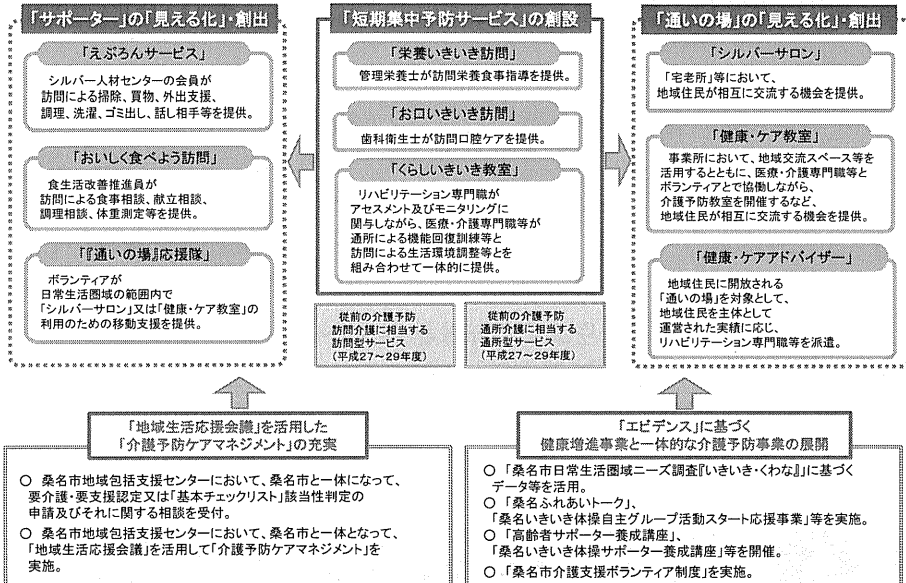 「サポーター」の「見える化」・創出
「えぷろんサービス」
シルバー人材センターの会員が
訪問による掃除、買物、外出支援、
調理、洗濯、ゴミ出し、話し相手等を提供。
「おいしく食べよう訪問」
食生活改善推進員が
訪問による食事相談、献立相談、
調理相談、体重測定等を提供。
「『通いの場』応援隊」
ボランティアが
日常生活圏域の範囲内で
「シルバーサロン」又は「健康・ケア教室」の
利用のための移動支援を提供。
「短期集中予防サービス」の創設
「栄養いきいき訪問」
管理栄養士が訪問栄養食事指導を提供。
「お口いきいき訪問」
歯科衛生士が訪問口腔ケアを提供。
「くらしいきいき教室」
リハビリテーション専門職が
アセスメント及びモニタリングに
関与しながら、医療・介護専門職等が
通所による機能回復訓練等と
訪問による生活環境調整等とを
組み合わせて一体的に提供。
従前の介護予防
訪問介護に相当する
訪問型サービス
(平成27～29年度)
従前の介護予防
通所介護に相当する
通所型サービス
(平成27～29年度)
「通いの場」の「見える化」・創出
「シルバーサロン」
「宅老所」等において、
地域住民が相互に交流する機会を提供。
「健康・ケア教室」
事業所において、地域交流スペース等を
活用するとともに、医療・介護専門職等と
ボランティアとで協働しながら、
介護予防教室を開催するなど、
地域住民が相互に交流する機会を提供。
「健康・ケアアドバイザー」
地域住民に開放される
「通いの場」を対象として、
地域住民を主体として
運営された実績に応じ、
リハビリテーション専門職等を派遣。
「地域生活応援会議」を活用した
「介護予防ケアマネジメント」の充実
○ 桑名市地域包括支援センターにおいて、桑名市と一体になって、
要介護・要支援認定又は「基本チェックリスト」該当性判定の
申請及びそれに関する相談を受付。
○ 桑名市地域包括支援センターにおいて、桑名市と一体となって、
「地域生活応援会議」を活用して「介護予防ケアマネジメント」を
実施。
「エビデンス」に基づく
健康増進事業と一体的な介護予防事業の展開
○ 「桑名市日常生活圏域ニーズ調査『いきいき・くわな』」に基づく
データ等を活用。
○ 「桑名ふれあいトーク」、
「桑名いきいき体操自主グループ活動スタート応援事業」等を実施。
○ 「高齢者サポーター養成講座」、
「桑名いきいき体操サポーター養成講座」等を開催。
○ 「桑名市介護支援ボランティア制度」を実施。